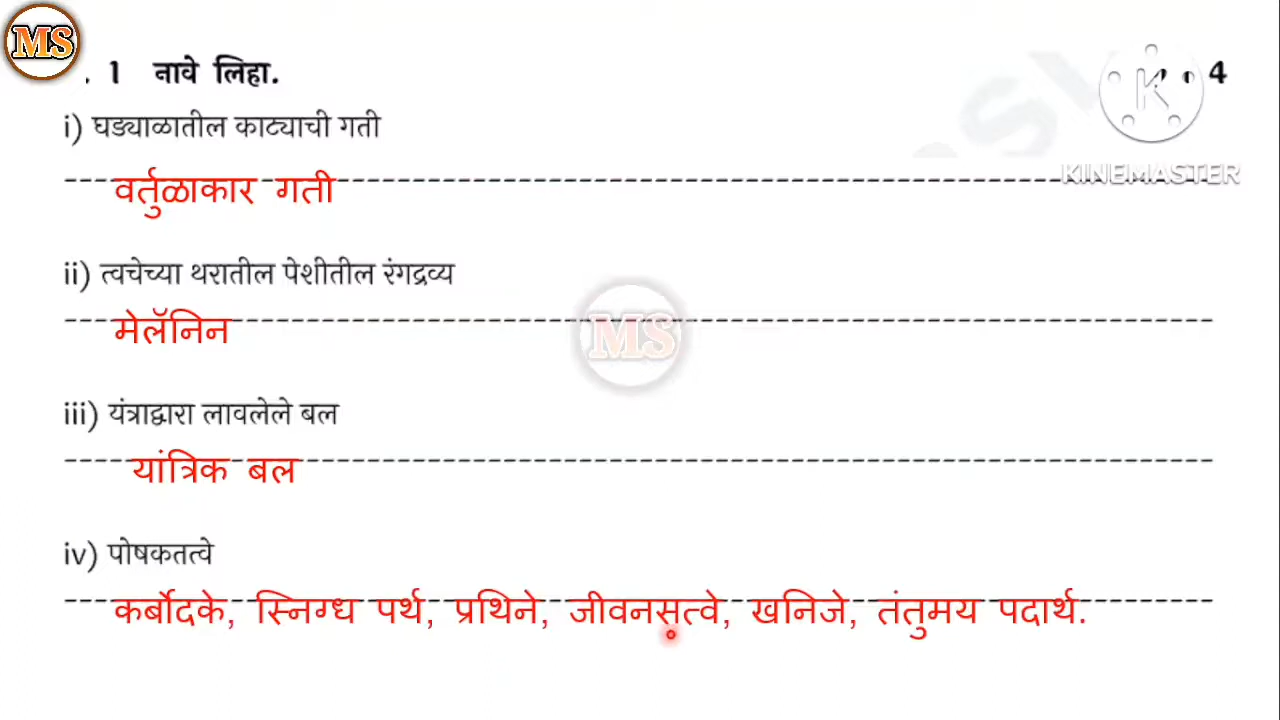 MS
. 1 नावे लिहा. 4
i) घड्याळातील काट्याची गती
वर्तुळाकार गती
KINEMASTER
ii) त्वचेच्या थरातील पेशीतील रंगद्रव्य
मेलॅनिन
MS
iii) यंत्राद्वारा लावलेले बल
यांत्रिक बल
iv) पोषकतत्वे
कर्बोदके, स्निग्ध पर्थ, प्रथिने, जीवनसत्वे, खनिजे, तंतुमय पदार्थ.